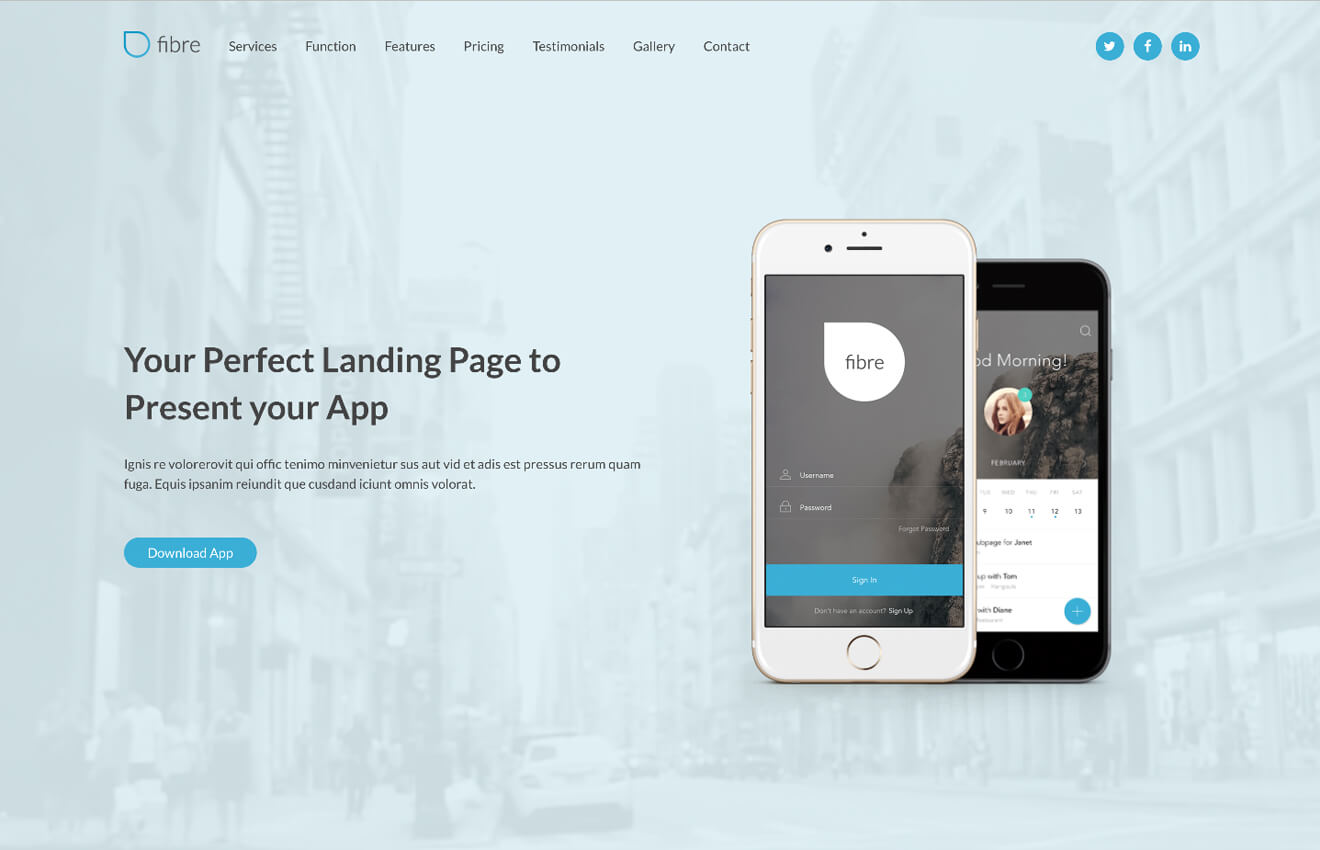 fibre
Services
Function
Features
Pricing
Testimonials
Gallery
Contact
Your Perfect Landing Page to
Present your App
Ignis re volorerovit qui offic tenimo minvenietur sus aut vid et adis est pressus rerum quam
fuga. Equis ipsanim reiundit que cusdand iciunt omnis volorat.
Download App
fibre
Username
Password
Forgot Password
Sign In
Don't have an account? Sign Up
od Morning!
FEBRUARY
TUE WED THU FRI SAT
9 10 11 12 13
ubpage for Janet
up with Tom
with Diane